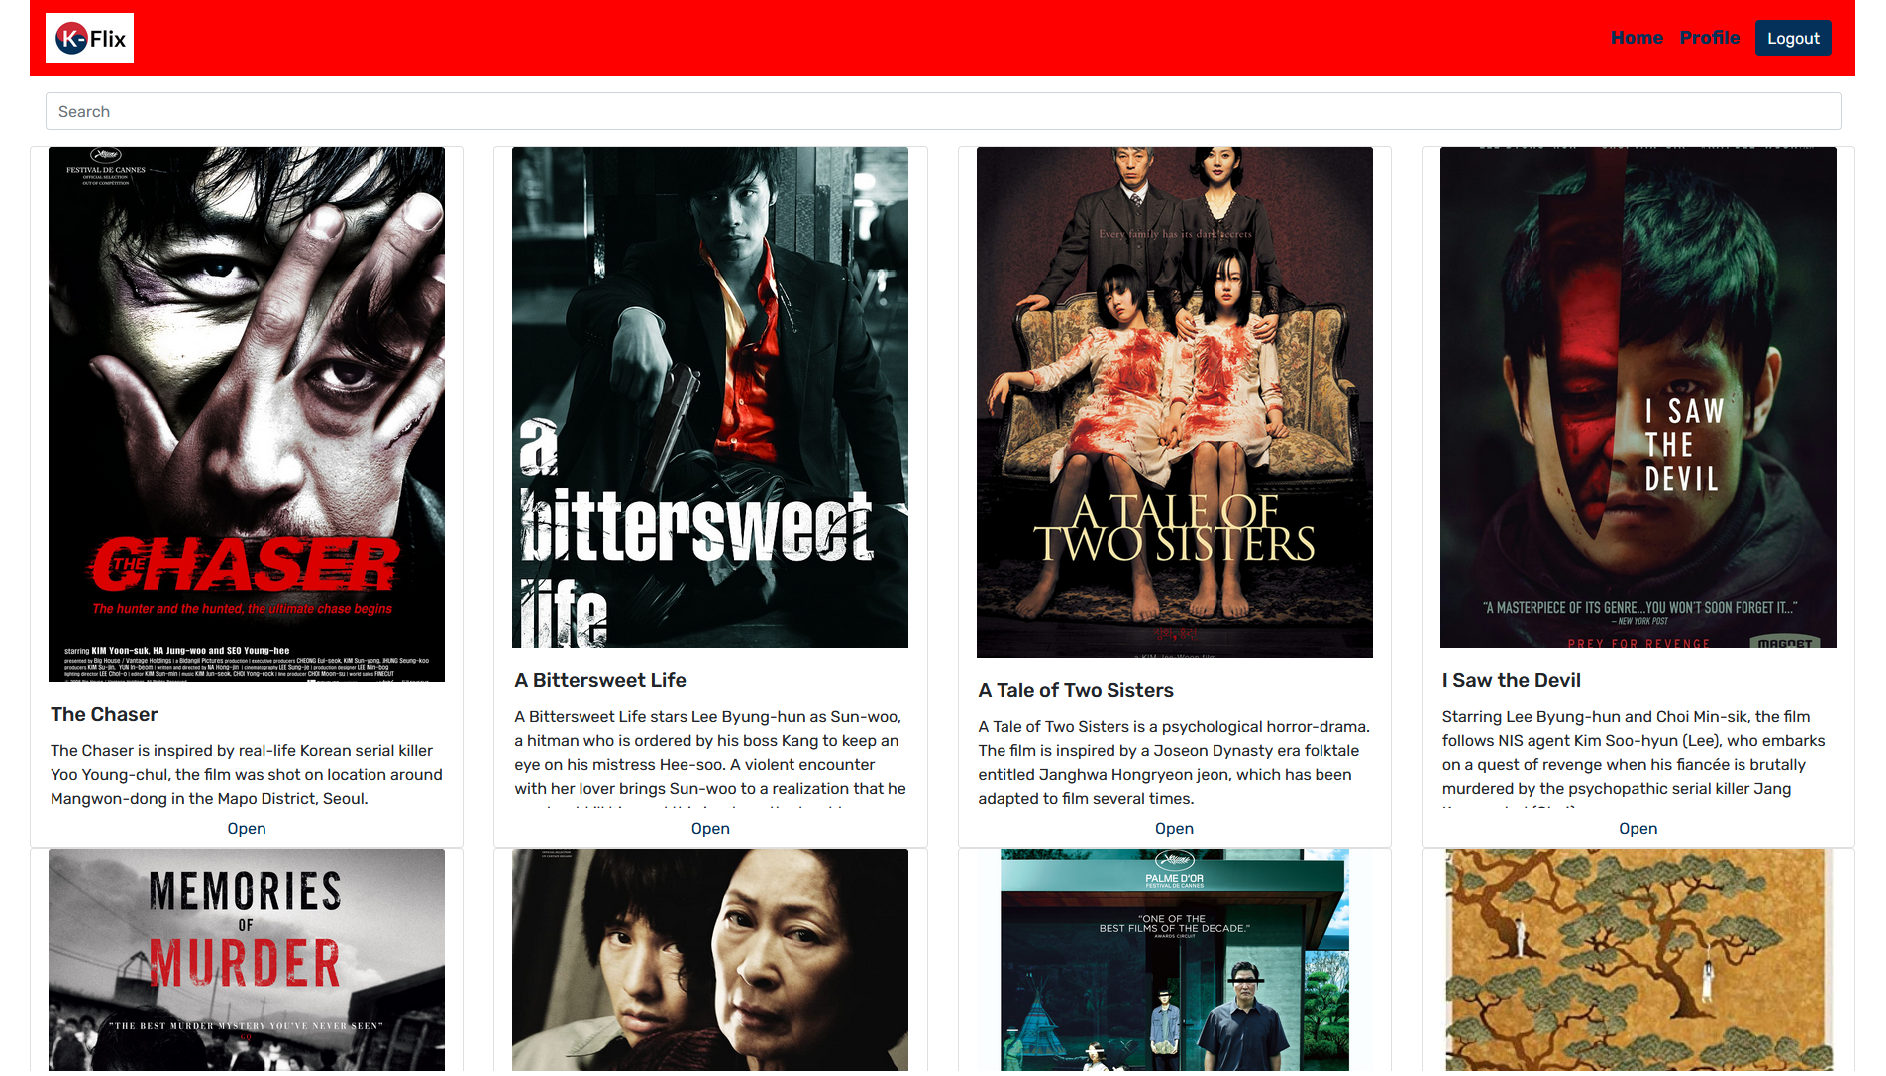 K-Flix
Home
Profile
Logout
Search
FESTIVAL DE CANNES
OFFICIAL SELECTION
OUT OF COMPETITION
THE CHASER
The hunter and the hunted, the ultimate chase begins
starring KIM Yoon-suk, HA Jung-woo and SEO Young-hee
The Chaser
The Chaser is inspired by real-life Korean serial killer
Yoo Young-chul, the film was shot on location around
Mangwon-dong in the Mapo District, Seoul.
Open
a
bittersweet
life
A Bittersweet Life
A Bittersweet Life stars Lee Byung-hun as Sun-woo,
a hitman who is ordered by his boss Kang to keep an
eye on his mistress Hee-soo. A violent encounter
with her lover brings Sun-woo to a realization that he
Open
Every family has its dark secrets
A TALE OF
TWO SISTERS
a KIM Jee-Woon film
A Tale of Two Sisters
A Tale of Two Sisters is a psychological horror-drama.
The film is inspired by a Joseon Dynasty era folktale
entitled Janghwa Hongryeon jeon, which has been
adapted to film several times.
Open
I SAW
THE
DEVIL
“A MASTERPIECE OF ITS GENRE...YOU WON'T SOON FORGET IT...”
– NEW YORK POST
PREY FOR REVENGE
MAGNET
I Saw the Devil
Starring Lee Byung-hun and Choi Min-sik, the film
follows NIS agent Kim Soo-hyun (Lee), who embarks
on a quest of revenge when his fiancée is brutally
murdered by the psychopathic serial killer Jang
Open
MEMORIES
OF
MURDER
"THE BEST MURDER MYSTERY YOU'VE NEVER SEEN"
PALME D'OR
FESTIVAL DE CANNES
“ONE OF THE
BEST FILMS OF THE DECADE.”
AWARDS CIRCUIT